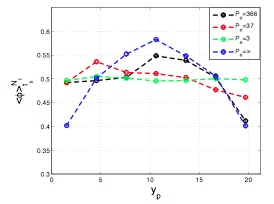 P_e=366
P_e=37
P_e=3
P_e=∞
0.6
0.55
0.5
0.45
0.4
0.35
0.3
<φ>_{t_s}^{N_t}
0 5 10 15 20
y_p